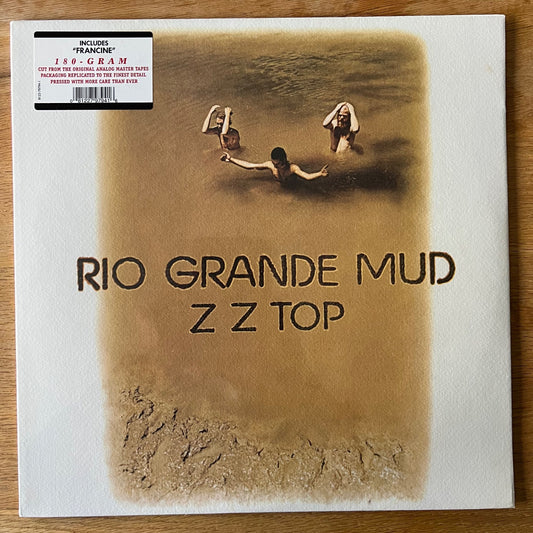 INCLUDES
"FRANCINE"
180-GRAM
CUT FROM THE ORIGINAL ANALOG MASTER TAPES
PACKAGING REPLICATED TO THE FINEST DETAIL
PRESSED WITH MORE CARE THAN EVER
RIO GRANDE MUD
Z Z TOP